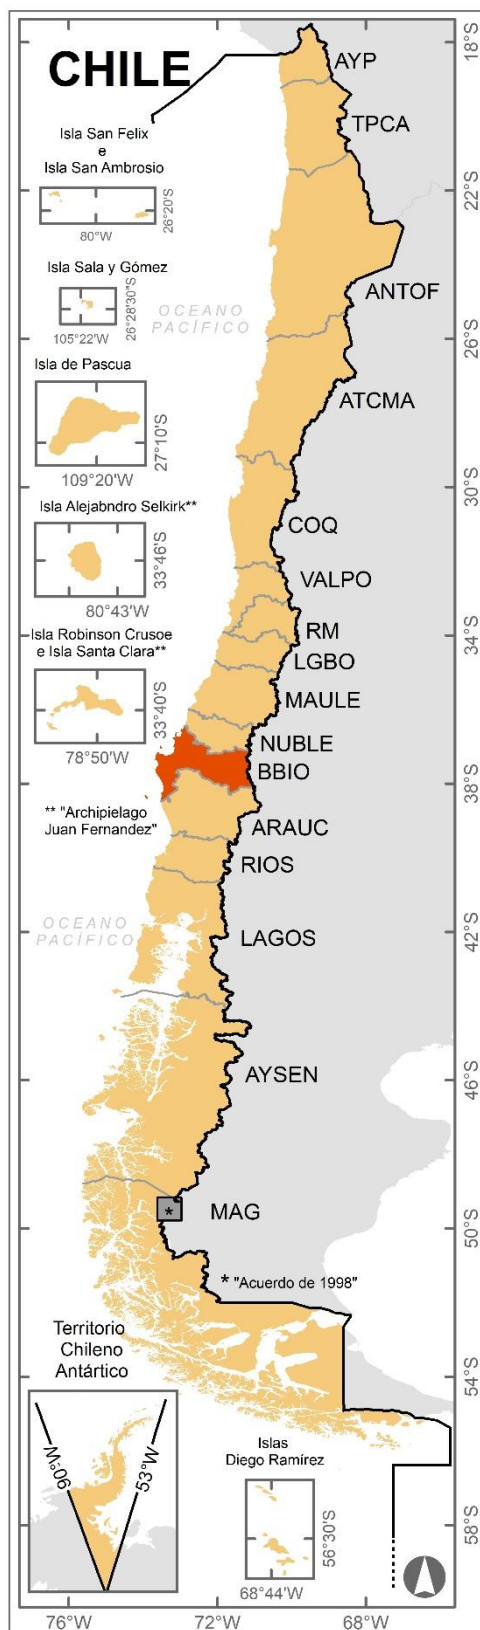 CHILE
Isla San Felix
e
Isla San Ambrosio
80°W
26°20'S
Isla Sala y Gómez
105°22'W
26°28'30"S
OCEANO
PACÍFICO
Isla de Pascua
109°20'W
27°10'S
Isla Alejabndro Selkirk**
80°43'W
33°46'S
Isla Robinson Crusoe
e Isla Santa Clara**
78°50'W
33°40'S
** "Archipielago
Juan Fernandez"
OCEANO
PACÍFICO
AYP
TPCA
ANTOF
ATCMA
COQ
VALPO
RM
LGBO
MAULE
NUBLE
BBIO
ARAUC
RIOS
LAGOS
AYSEN
MAG
*
* "Acuerdo de 1998"
Territorio
Chileno
Antártico
90°W
53°W
Islas
Diego Ramírez
68°44'W
56°30'S
18°S
22°S
26°S
30°S
34°S
38°S
42°S
46°S
50°S
54°S
58°S
76°W
72°W
68°W